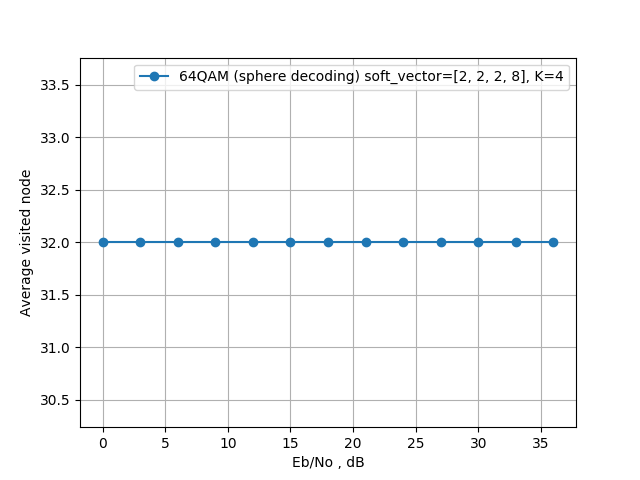 64QAM (sphere decoding) soft_vector=[2, 2, 2, 8], K=4
33.5
33.0
32.5
32.0
31.5
31.0
30.5
Average visited node
0 5 10 15 20 25 30 35
Eb/No , dB